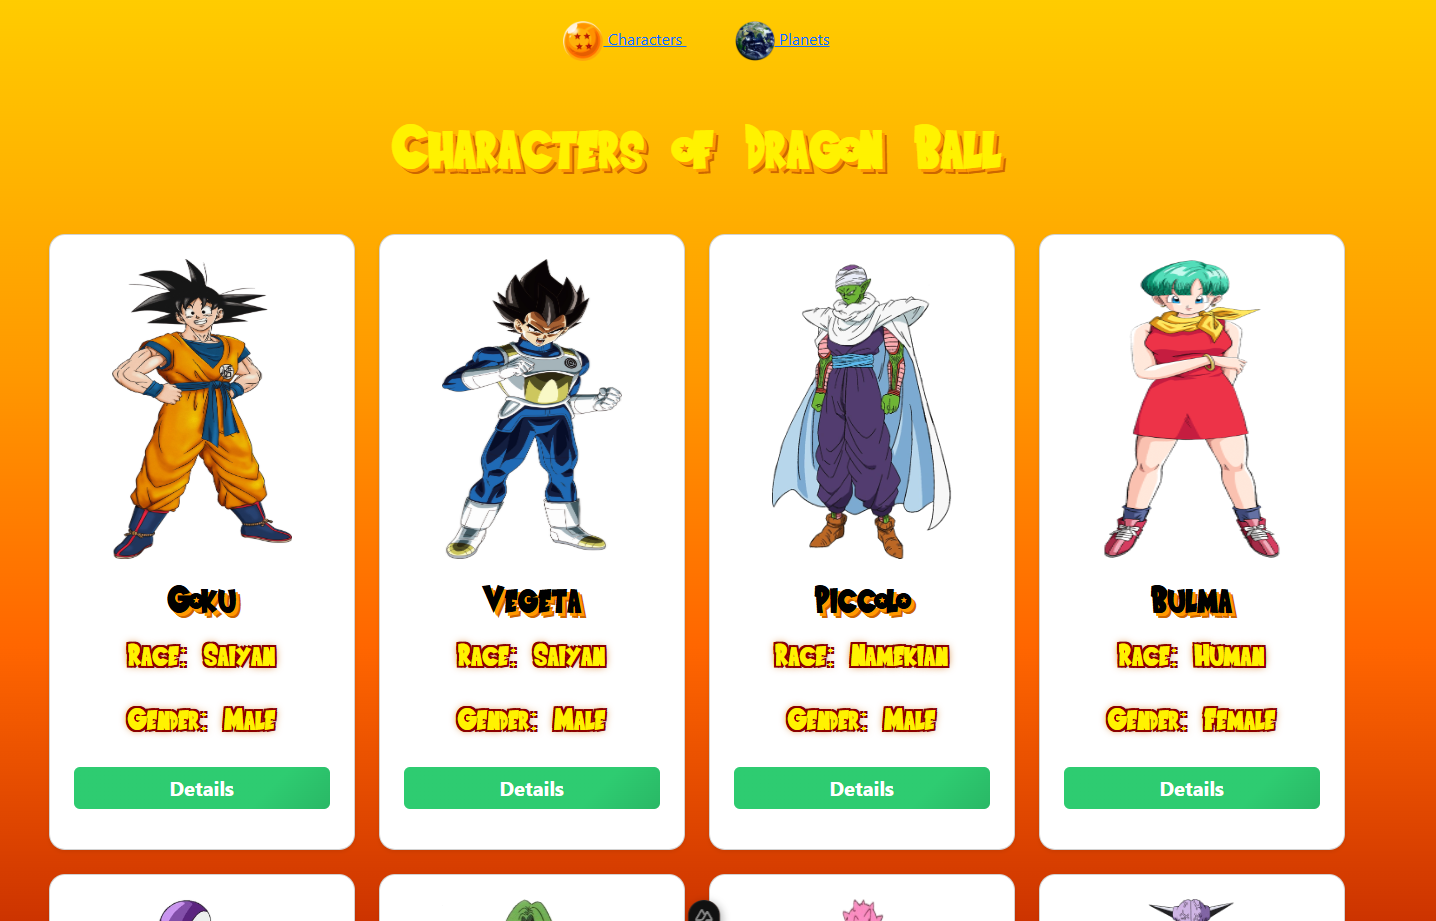 Characters Planets
Characters of Dragon Ball
Goku Vegeta Piccolo Bulma
Race: Saiyan Race: Saiyan Race: Namekian Race: Human
Gender: Male Gender: Male Gender: Male Gender: Female
Details Details Details Details